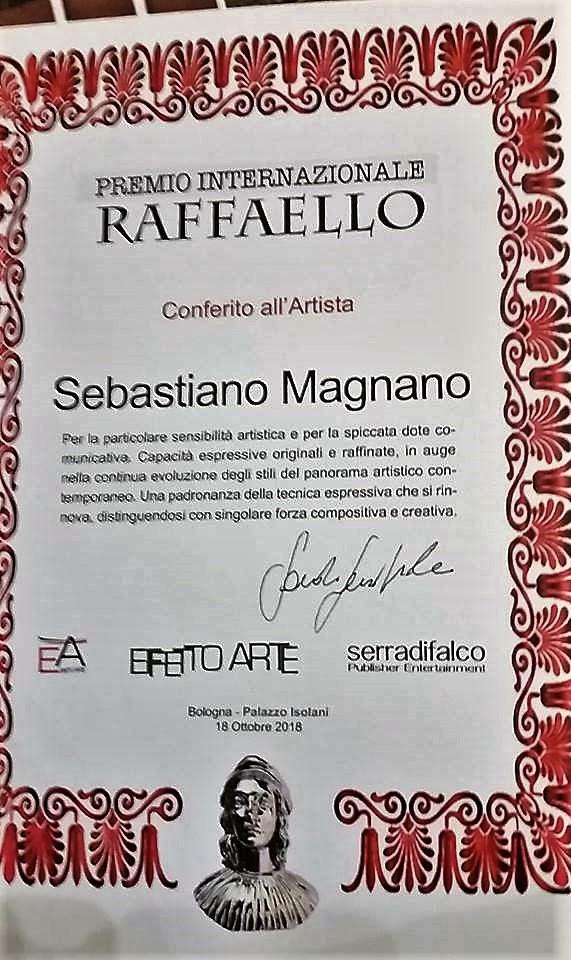 PREMIO INTERNAZIONALE
RAFFAELLO
Conferito all'Artista
Sebastiano Magnano
Per la particolare sensibilità artistica e per la spiccata dote co-
municativa. Capacità espressive originali e raffinate, in auge
nella continua evoluzione degli stili del panorama artistico con-
temporaneo. Una padronanza della tecnica espressiva che si rin-
nova, distinguendosi con singolare forza compositiva e creativa.
EA
EFFETTO ARTE
serradifalco
Publisher Entertainment
Bologna - Palazzo Isolani
18 Ottobre 2018